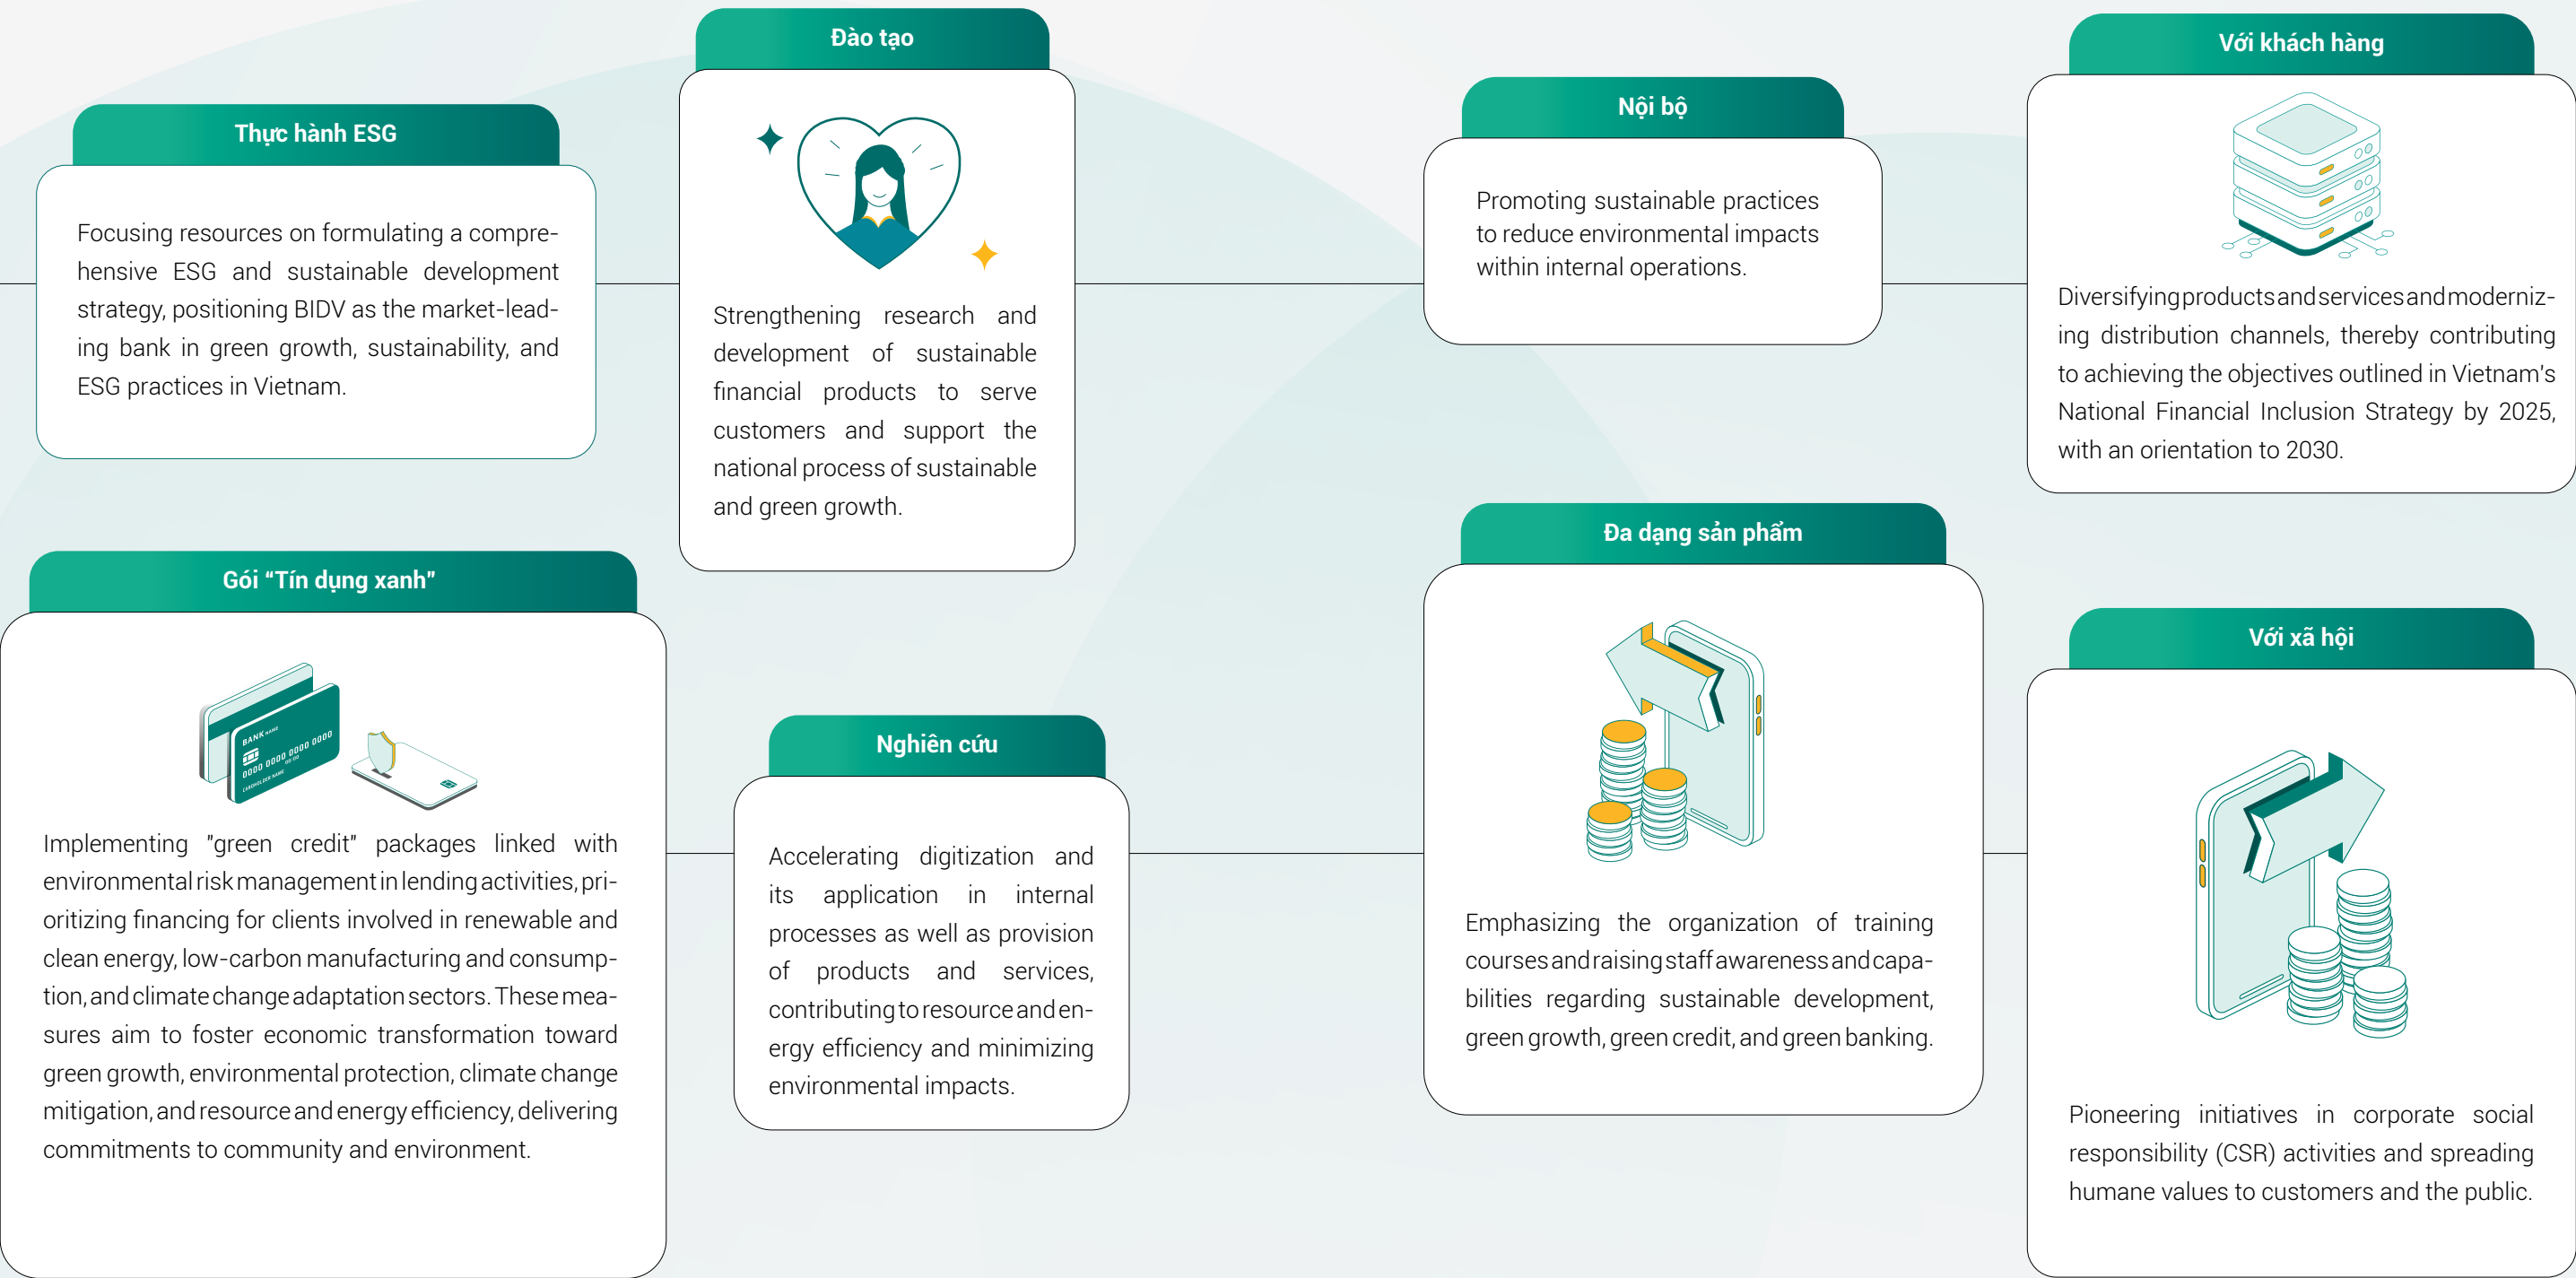 Thực hành ESG
Focusing resources on formulating a compre-
hensive ESG and sustainable development
strategy, positioning BIDV as the market-lead-
ing bank in green growth, sustainability, and
ESG practices in Vietnam.
Đào tạo
Strengthening research and
development of sustainable
financial products to serve
customers and support the
national process of sustainable
and green growth.
Nội bộ
Promoting sustainable practices
to reduce environmental impacts
within internal operations.
Với khách hàng
Diversifying products and services and moderniz-
ing distribution channels, thereby contributing
to achieving the objectives outlined in Vietnam's
National Financial Inclusion Strategy by 2025,
with an orientation to 2030.
Gói “Tín dụng xanh”
BANK NAME
0000 0000 0000 0000
00/00
CARDHOLDER NAME
Implementing "green credit" packages linked with
environmental risk management in lending activities, pri-
oritizing financing for clients involved in renewable and
clean energy, low-carbon manufacturing and consump-
tion, and climate change adaptation sectors. These mea-
sures aim to foster economic transformation toward
green growth, environmental protection, climate change
mitigation, and resource and energy efficiency, delivering
commitments to community and environment.
Nghiên cứu
Accelerating digitization and
its application in internal
processes as well as provision
of products and services,
contributing to resource and en-
ergy efficiency and minimizing
environmental impacts.
Đa dạng sản phẩm
Emphasizing the organization of training
courses and raising staff awareness and capa-
bilities regarding sustainable development,
green growth, green credit, and green banking.
Với xã hội
Pioneering initiatives in corporate social
responsibility (CSR) activities and spreading
humane values to customers and the public.